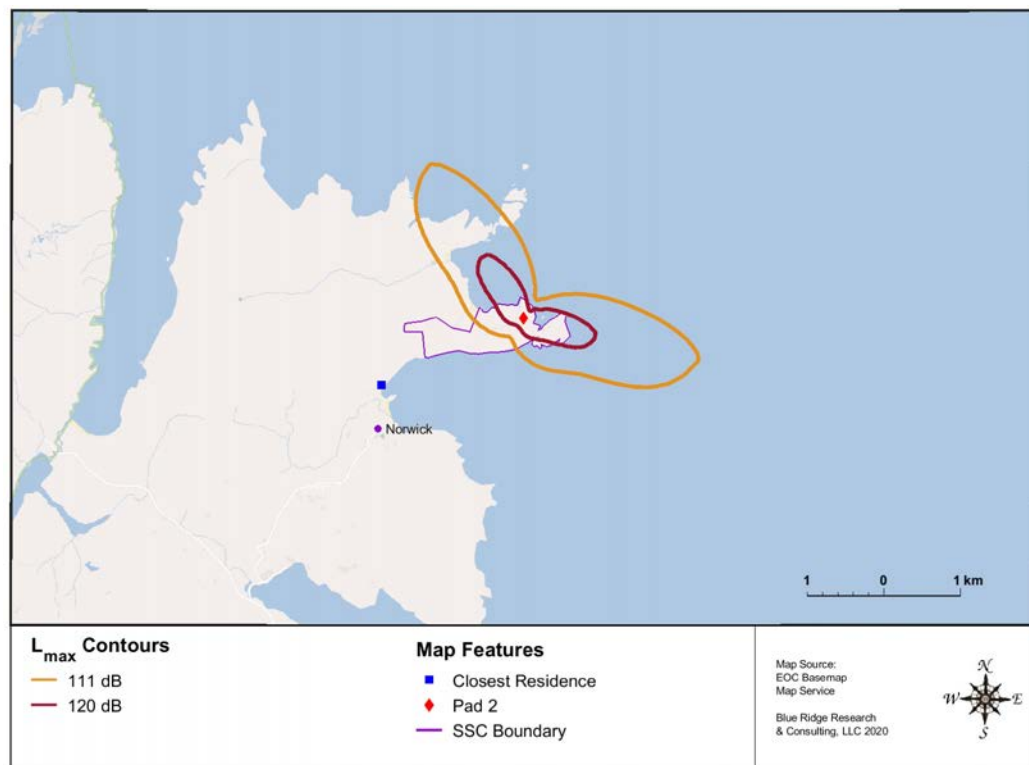 Norwick
1 0 1 km
Lmax Contours
111 dB
120 dB
Map Features
Closest Residence
Pad 2
SSC Boundary
Map Source:
EOC Basemap
Map Service
Blue Ridge Research
& Consulting, LLC 2020
N
W E
S